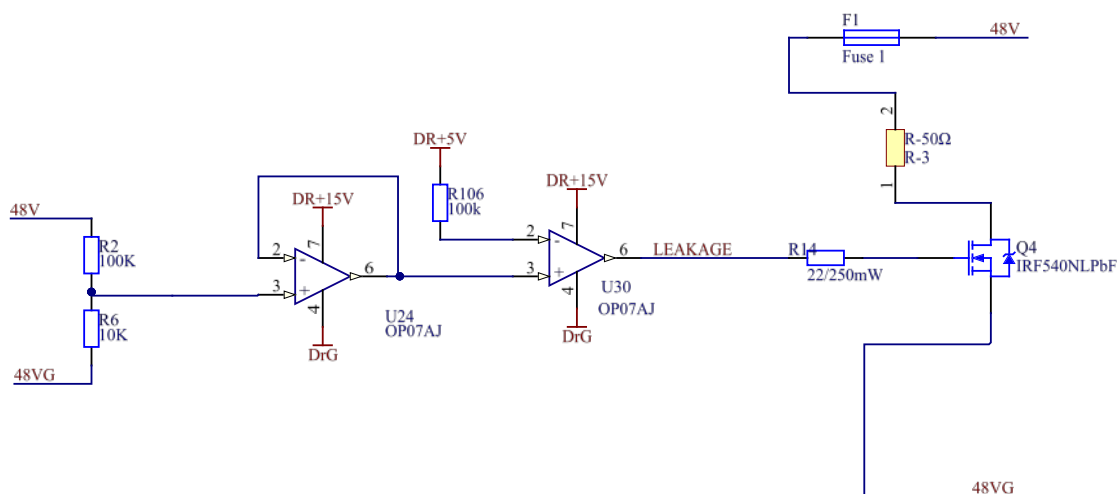 F1
48V
Fuse 1
2
R-50Ω
R-3
1
DR+5V
R106
100k
DR+15V
DR+15V
48V
R2
100K
2
-
7
6
3
+
4
U24
OP07AJ
DrG
2
-
7
6
3
+
4
U30
OP07AJ
DrG
LEAKAGE
R14
22/250mW
Q4
IRF540NLPbF
R6
10K
48VG
48VG